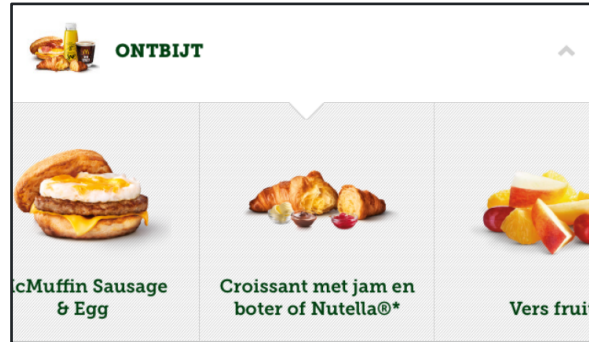 ONTBIJT
cMuffin Sausage
& Egg
Croissant met jam en
boter of Nutella®*
Vers frui